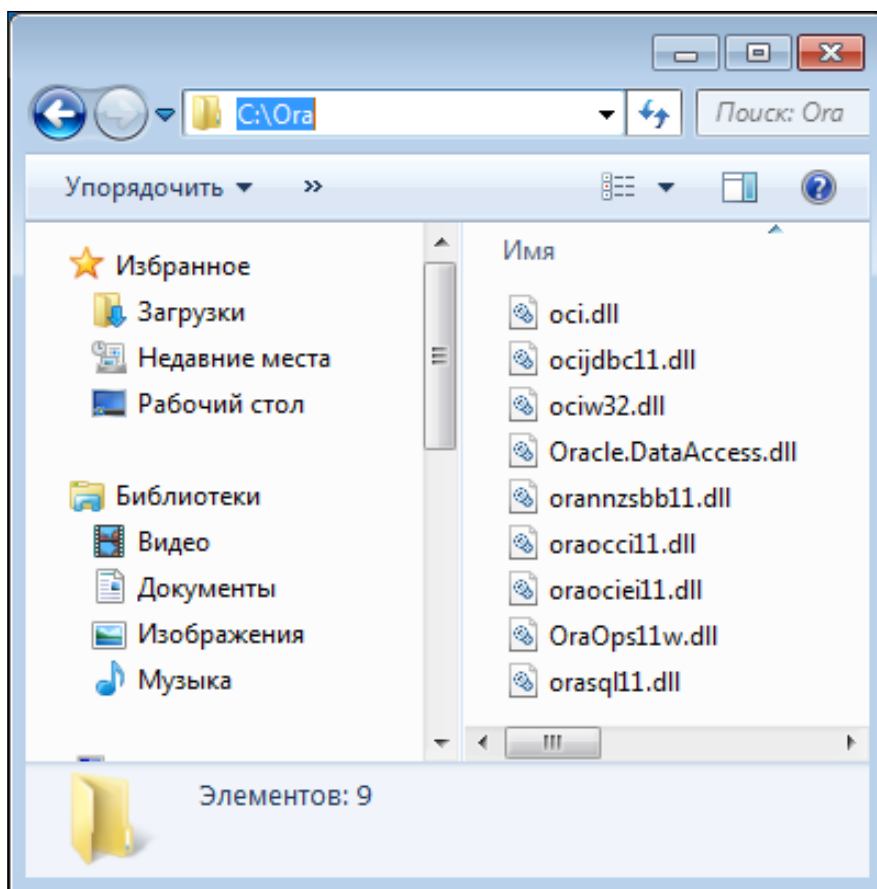 C:\Ora
Поиск: Ora
Упорядочить
»
Избранное
Загрузки
Недавние места
Рабочий стол
Библиотеки
Видео
Документы
Изображения
Музыка
Имя
oci.dll
ocijdbc11.dll
ociw32.dll
Oracle.DataAccess.dll
orannzsbb11.dll
oraocci11.dll
oraociei11.dll
OraOps11w.dll
orasql11.dll
Элементов: 9